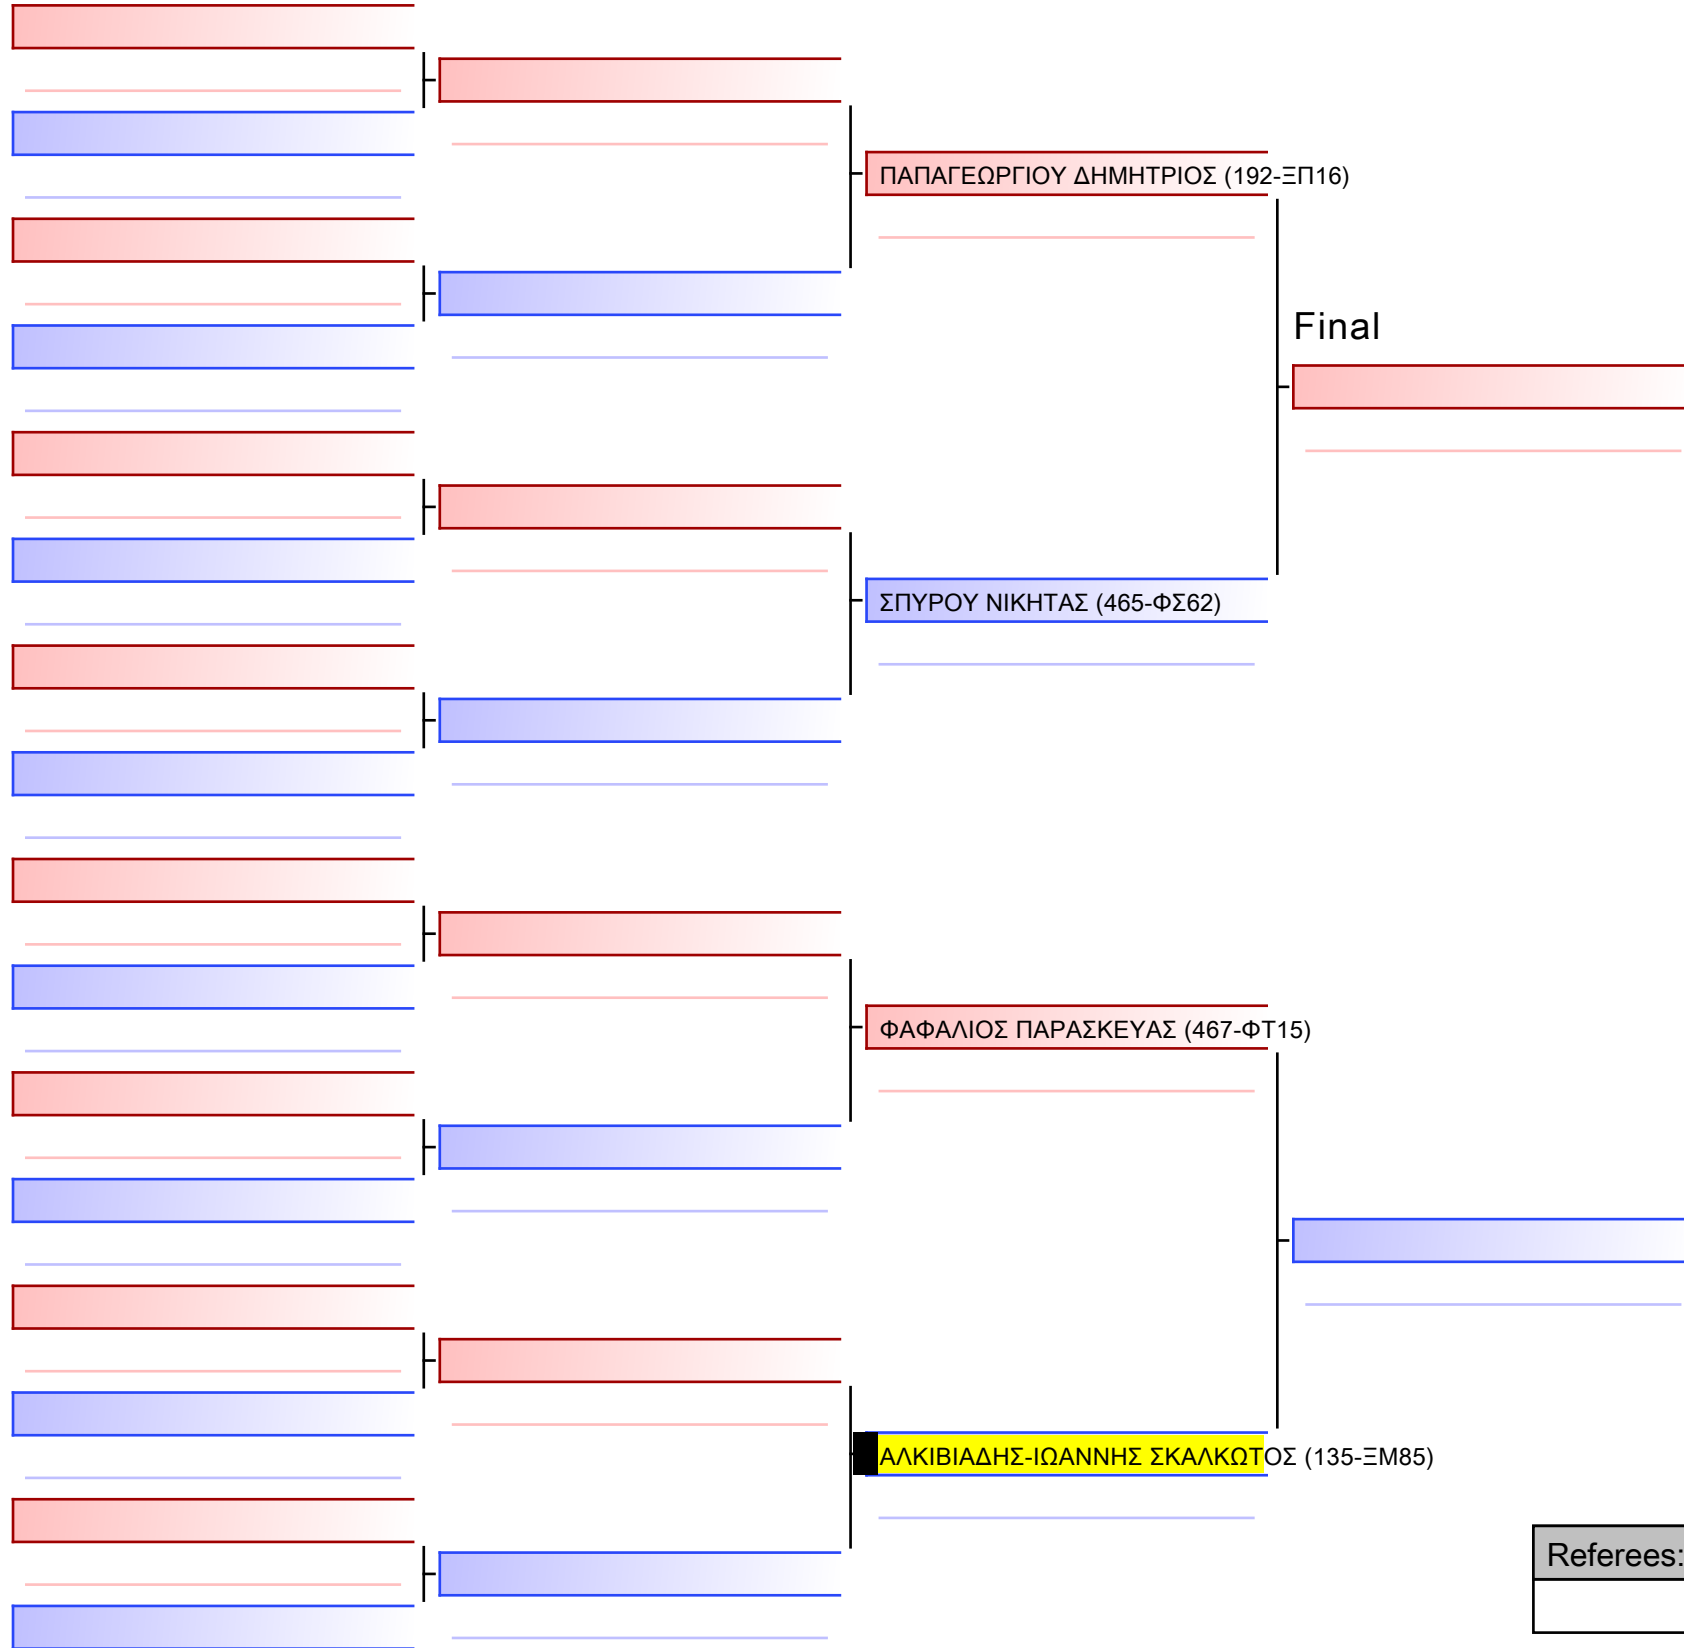 ΠΑΠΑΓΕΩΡΓΙΟΥ ΔΗΜΗΤΡΙΟΣ (192-ΞΠ16)
Final
ΣΠΥΡΟΥ ΝΙΚΗΤΑΣ (465-ΦΣ62)
ΦΑΦΑΛΙΟΣ ΠΑΡΑΣΚΕΥΑΣ (467-ΦΤ15)
ΑΛΚΙΒΙΑΔΗΣ-ΙΩΑΝΝΗΣ ΣΚΑΛΚΩΤΟΣ (135-ΞΜ85)
Referees: